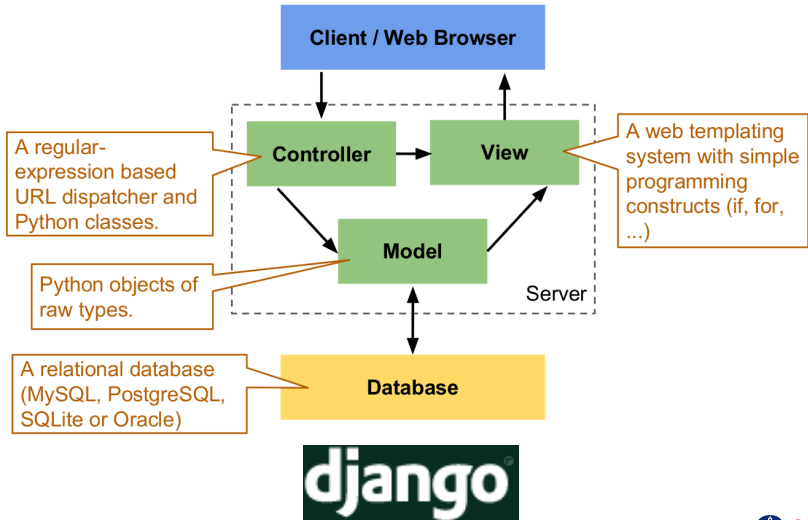 Client / Web Browser
A regular-
expression based
URL dispatcher and
Python classes.
Controller
View
A web templating
system with simple
programming
constructs (if, for,
...)
Model
Python objects of
raw types.
Server
A relational database
(MySQL, PostgreSQL,
SQLite or Oracle)
Database
django